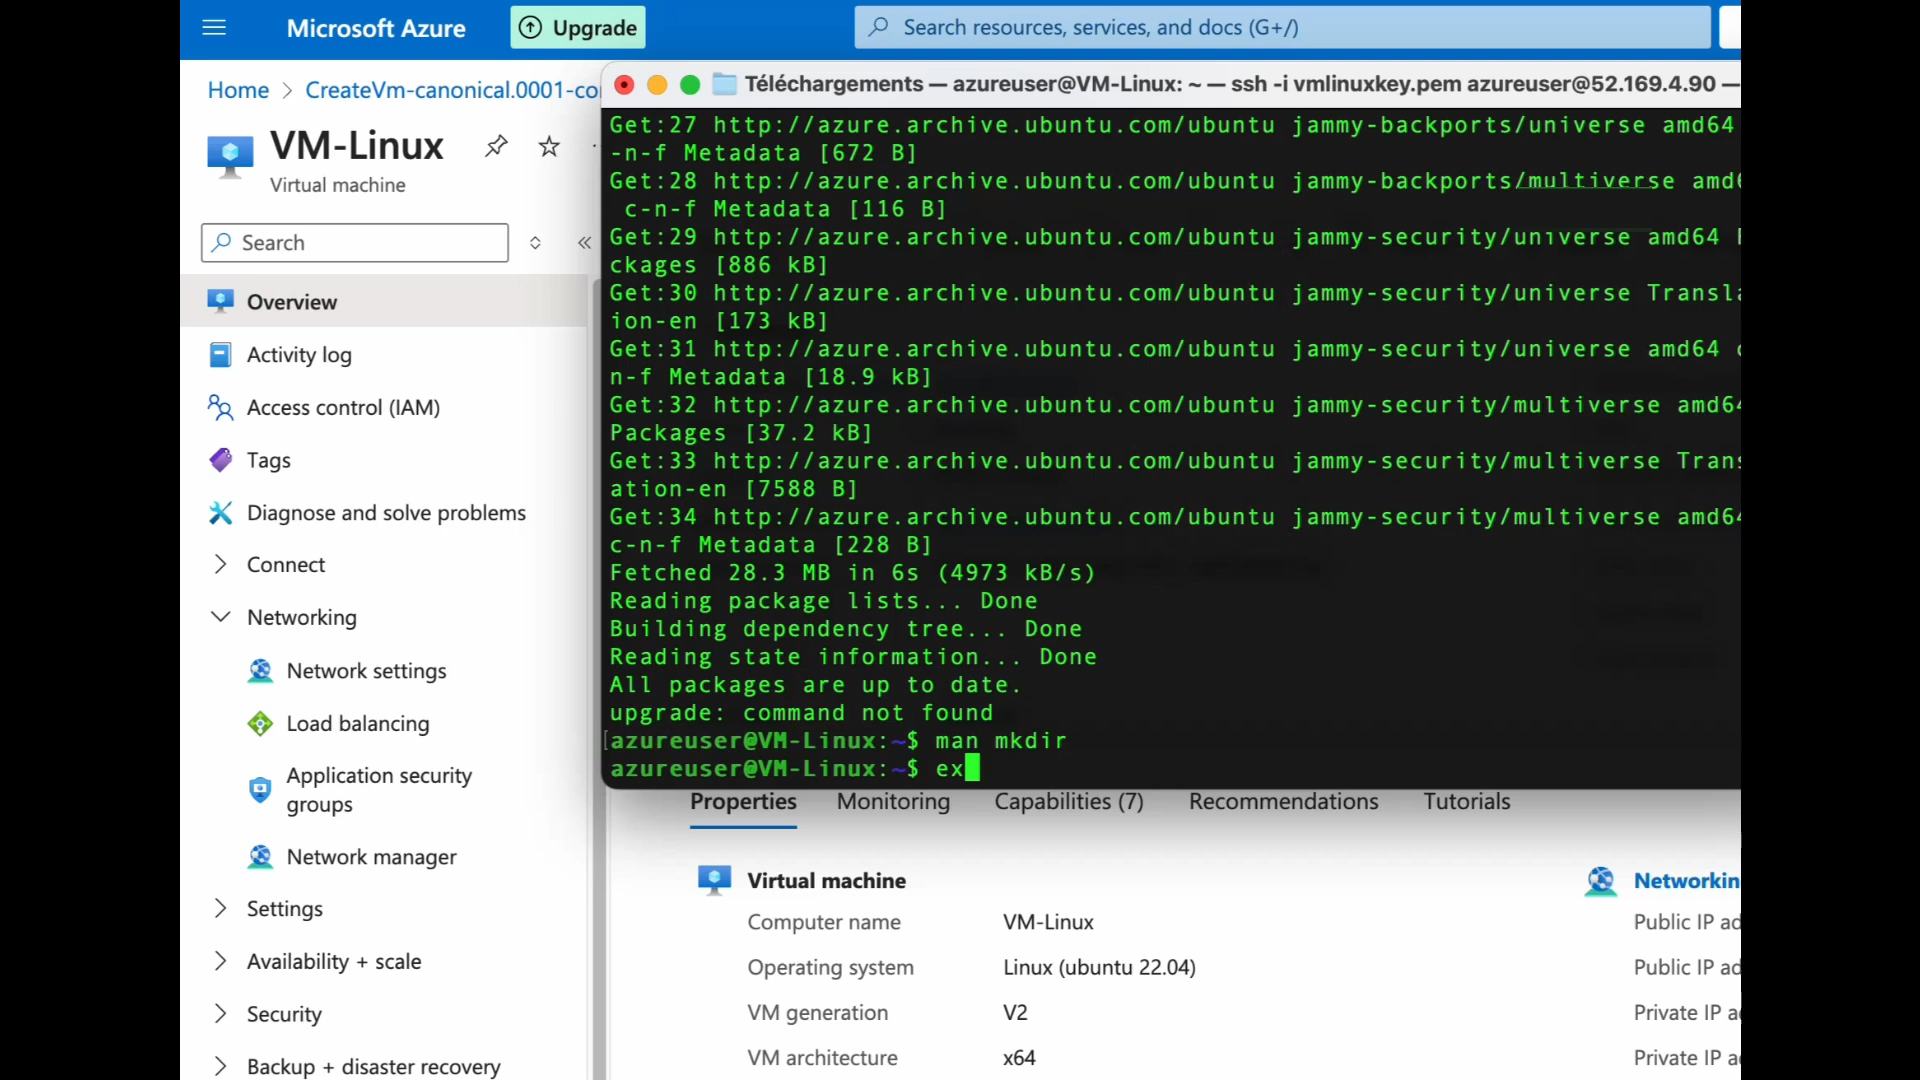 Microsoft Azure
Upgrade
Search resources, services, and docs (G+/)
Home > CreateVm-canonical.0001-co
VM-Linux
Virtual machine
Search
Overview
Activity log
Access control (IAM)
Tags
Diagnose and solve problems
Connect
Networking
Network settings
Load balancing
Application security
groups
Network manager
Settings
Availability + scale
Security
Backup + disaster recovery
Téléchargements — azureuser@VM-Linux: ~ — ssh -i vmlinuxkey.pem azureuser@52.169.4.90 —
Get:27 http://azure.archive.ubuntu.com/ubuntu jammy-backports/universe amd64
-n-f Metadata [672 B]
Get:28 http://azure.archive.ubuntu.com/ubuntu jammy-backports/multiverse amd6
c-n-f Metadata [116 B]
Get:29 http://azure.archive.ubuntu.com/ubuntu jammy-security/universe amd64
ckages [886 kB]
Get:30 http://azure.archive.ubuntu.com/ubuntu jammy-security/universe Transla
ion-en [173 kB]
Get:31 http://azure.archive.ubuntu.com/ubuntu jammy-security/universe amd64 c
n-f Metadata [18.9 kB]
Get:32 http://azure.archive.ubuntu.com/ubuntu jammy-security/multiverse amd64
Packages [37.2 kB]
Get:33 http://azure.archive.ubuntu.com/ubuntu jammy-security/multiverse Trans
ation-en [7588 B]
Get:34 http://azure.archive.ubuntu.com/ubuntu jammy-security/multiverse amd64
c-n-f Metadata [228 B]
Fetched 28.3 MB in 6s (4973 kB/s)
Reading package lists... Done
Building dependency tree... Done
Reading state information... Done
All packages are up to date.
upgrade: command not found
[azureuser@VM-Linux:~$ man mkdir
azureuser@VM-Linux:~$ ex
Properties
Monitoring
Capabilities (7)
Recommendations
Tutorials
Virtual machine
Computer name VM-Linux
Operating system Linux (ubuntu 22.04)
VM generation V2
VM architecture x64
Networkin
Public IP ad
Public IP ad
Private IP a
Private IP a